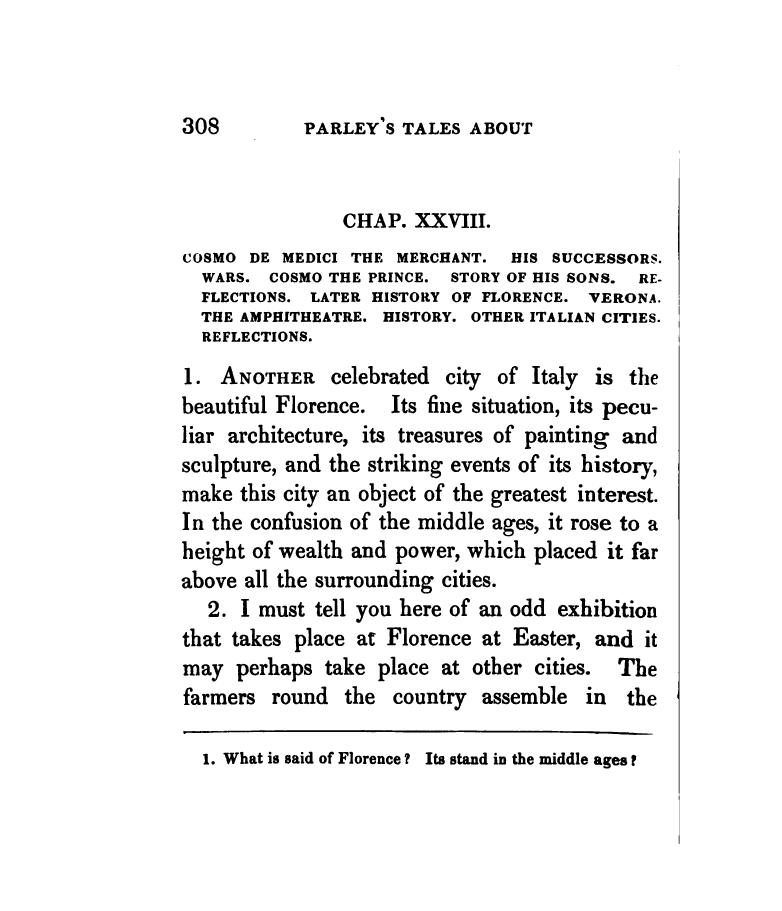 308 PARLEY'S TALES ABOUT
CHAP. XXVIII.
COSMO DE MEDICI THE MERCHANT. HIS SUCCESSORS.
WARS. COSMO THE PRINCE. STORY OF HIS SONS. RE-
FLECTIONS. LATER HISTORY OF FLORENCE. VERONA.
THE AMPHITHEATRE. HISTORY. OTHER ITALIAN CITIES.
REFLECTIONS.
1. ANOTHER celebrated city of Italy is the
beautiful Florence. Its fine situation, its pecu-
liar architecture, its treasures of painting and
sculpture, and the striking events of its history,
make this city an object of the greatest interest.
In the confusion of the middle ages, it rose to a
height of wealth and power, which placed it far
above all the surrounding cities.
2. I must tell you here of an odd exhibition
that takes place at Florence at Easter, and it
may perhaps take place at other cities. The
farmers round the country assemble in the
1. What is said of Florence? Its stand in the middle ages?